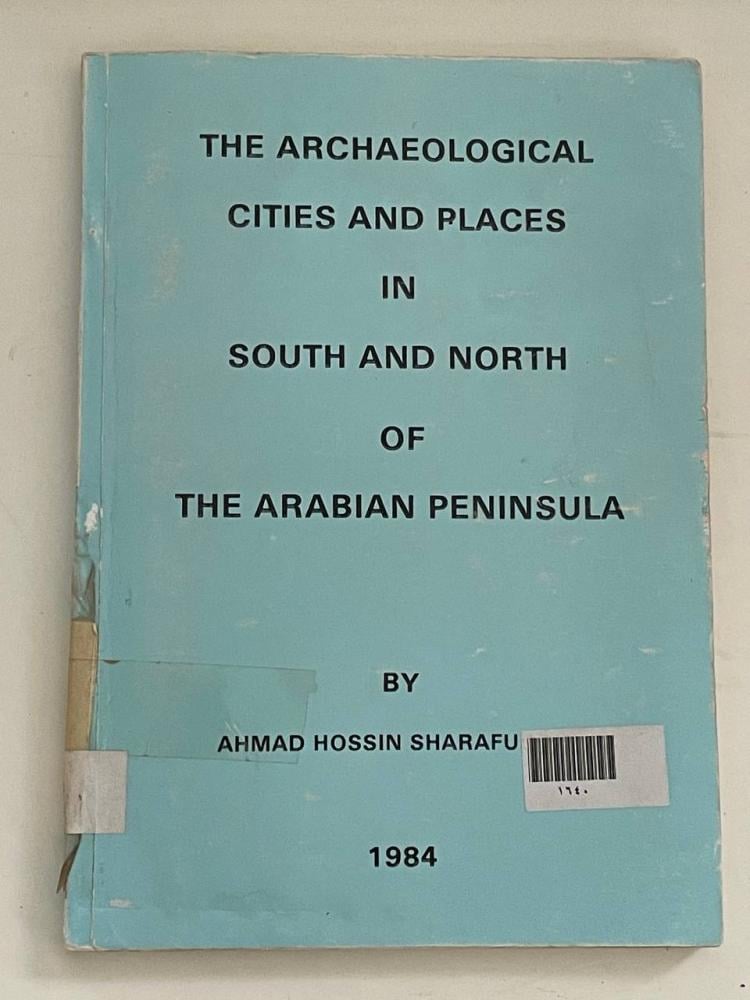 THE ARCHAEOLOGICAL
CITIES AND PLACES
IN
SOUTH AND NORTH
OF
THE ARABIAN PENINSULA
BY
AHMAD HOSSIN SHARAFU
١٦٤٠
1984